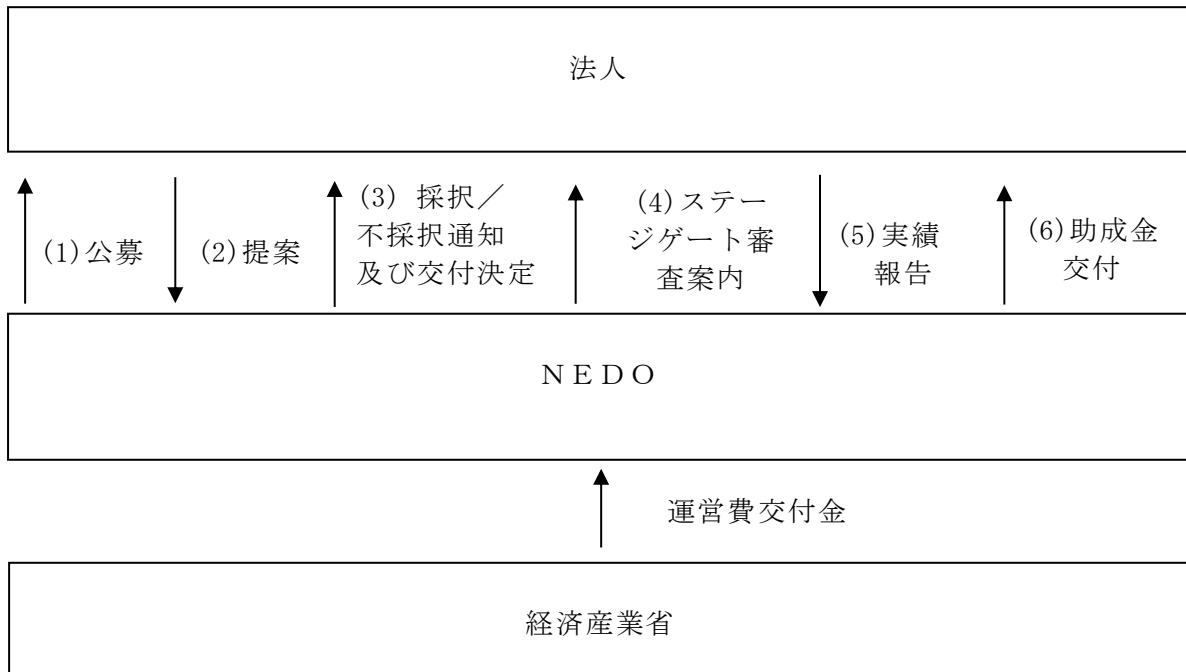 法人
(1)公募
(2)提案
(3) 採択／
不採択通知
及び交付決定
(4)ステー
ジゲート審
査案内
(5)実績
報告
(6)助成金
交付
ＮＥＤＯ
運営費交付金
経済産業省